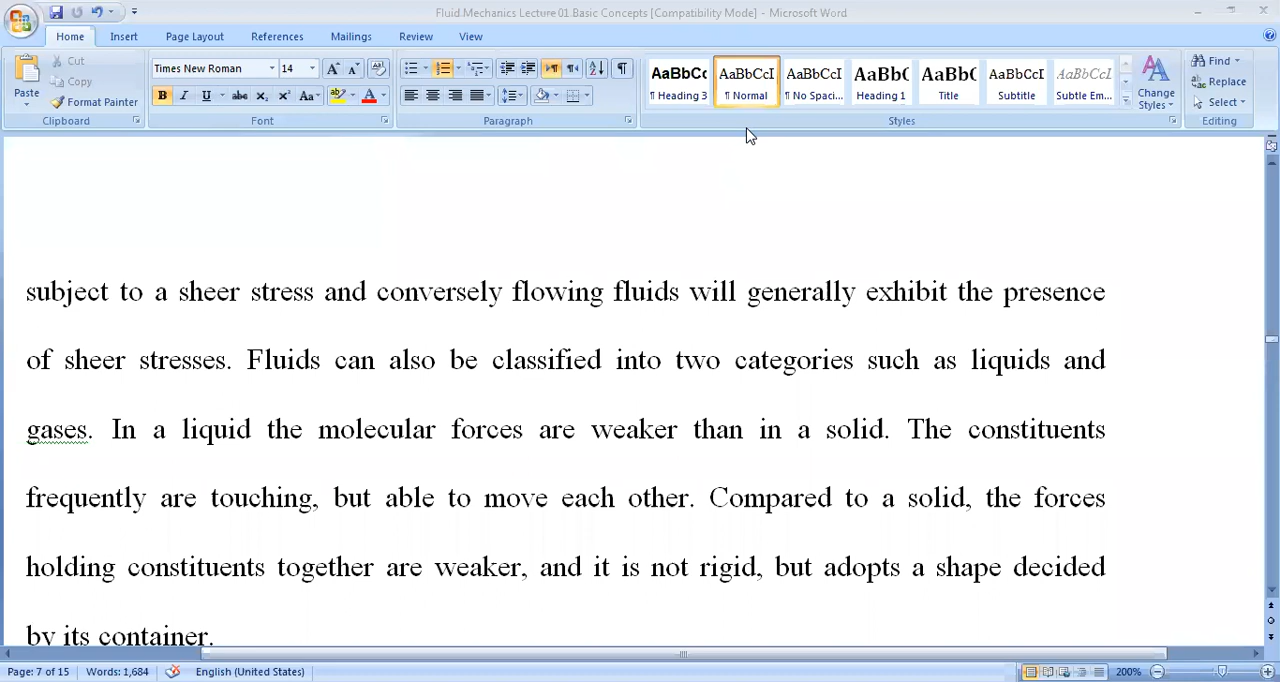 Fluid.Mechanics Lecture 01.Basic Concepts [Compatibility Mode] - Microsoft Word
Home Insert Page Layout References Mailings Review View
Paste Cut Copy Format Painter
Times New Roman 14
B I U abc X₂ X² Aa A
AaBbCc ¶ Heading 3 AaBbCcI ¶ Normal AaBbCcI ¶ No Spaci... AaBb( Heading 1 AaBb( Title AaBbCcI Subtitle AaBbCcI Subtle Em...
Change Styles
Find Replace Select
Clipboard Font Paragraph Styles Editing
subject to a sheer stress and conversely flowing fluids will generally exhibit the presence
of sheer stresses. Fluids can also be classified into two categories such as liquids and
gases. In a liquid the molecular forces are weaker than in a solid. The constituents
frequently are touching, but able to move each other. Compared to a solid, the forces
holding constituents together are weaker, and it is not rigid, but adopts a shape decided
by its container.
Page: 7 of 15 Words: 1,684 English (United States) 200%